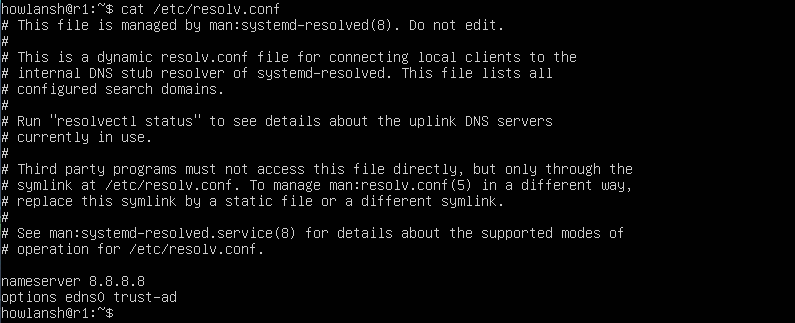 howlansh@r1:~$ cat /etc/resolv.conf
# This file is managed by man:systemd-resolved(8). Do not edit.
#
# This is a dynamic resolv.conf file for connecting local clients to the
# internal DNS stub resolver of systemd-resolved. This file lists all
# configured search domains.
#
# Run "resolvectl status" to see details about the uplink DNS servers
# currently in use.
#
# Third party programs must not access this file directly, but only through the
# symlink at /etc/resolv.conf. To manage man:resolv.conf(5) in a different way,
# replace this symlink by a static file or a different symlink.
#
# See man:systemd-resolved.service(8) for details about the supported modes of
# operation for /etc/resolv.conf.

nameserver 8.8.8.8
options edns0 trust-ad
howlansh@r1:~$